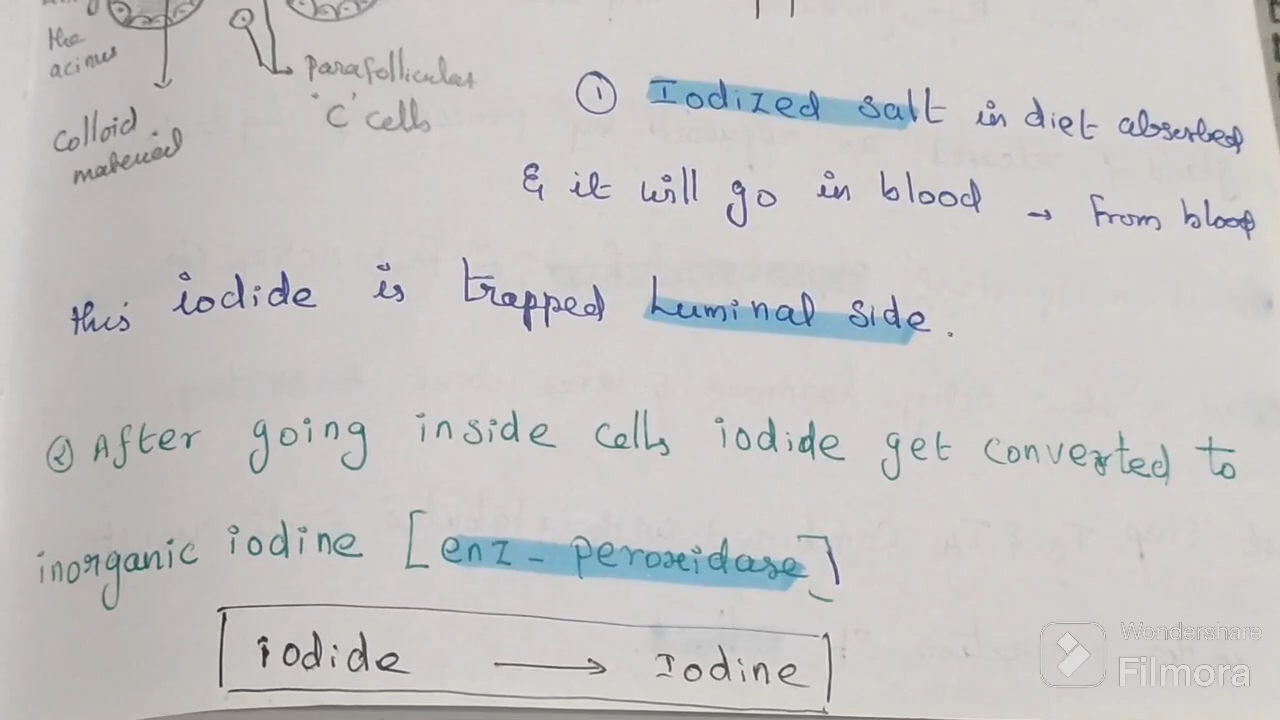 the
acinus
colloid
material
parafollicular
'C' cells
① Iodized salt in diet absorbed
& it will go in blood → From blood
this iodide is trapped Luminal side.
② After going inside cells iodide get converted to
inorganic iodine [enz - peroxidase]
iodide → Iodine
Wondershare
Filmora